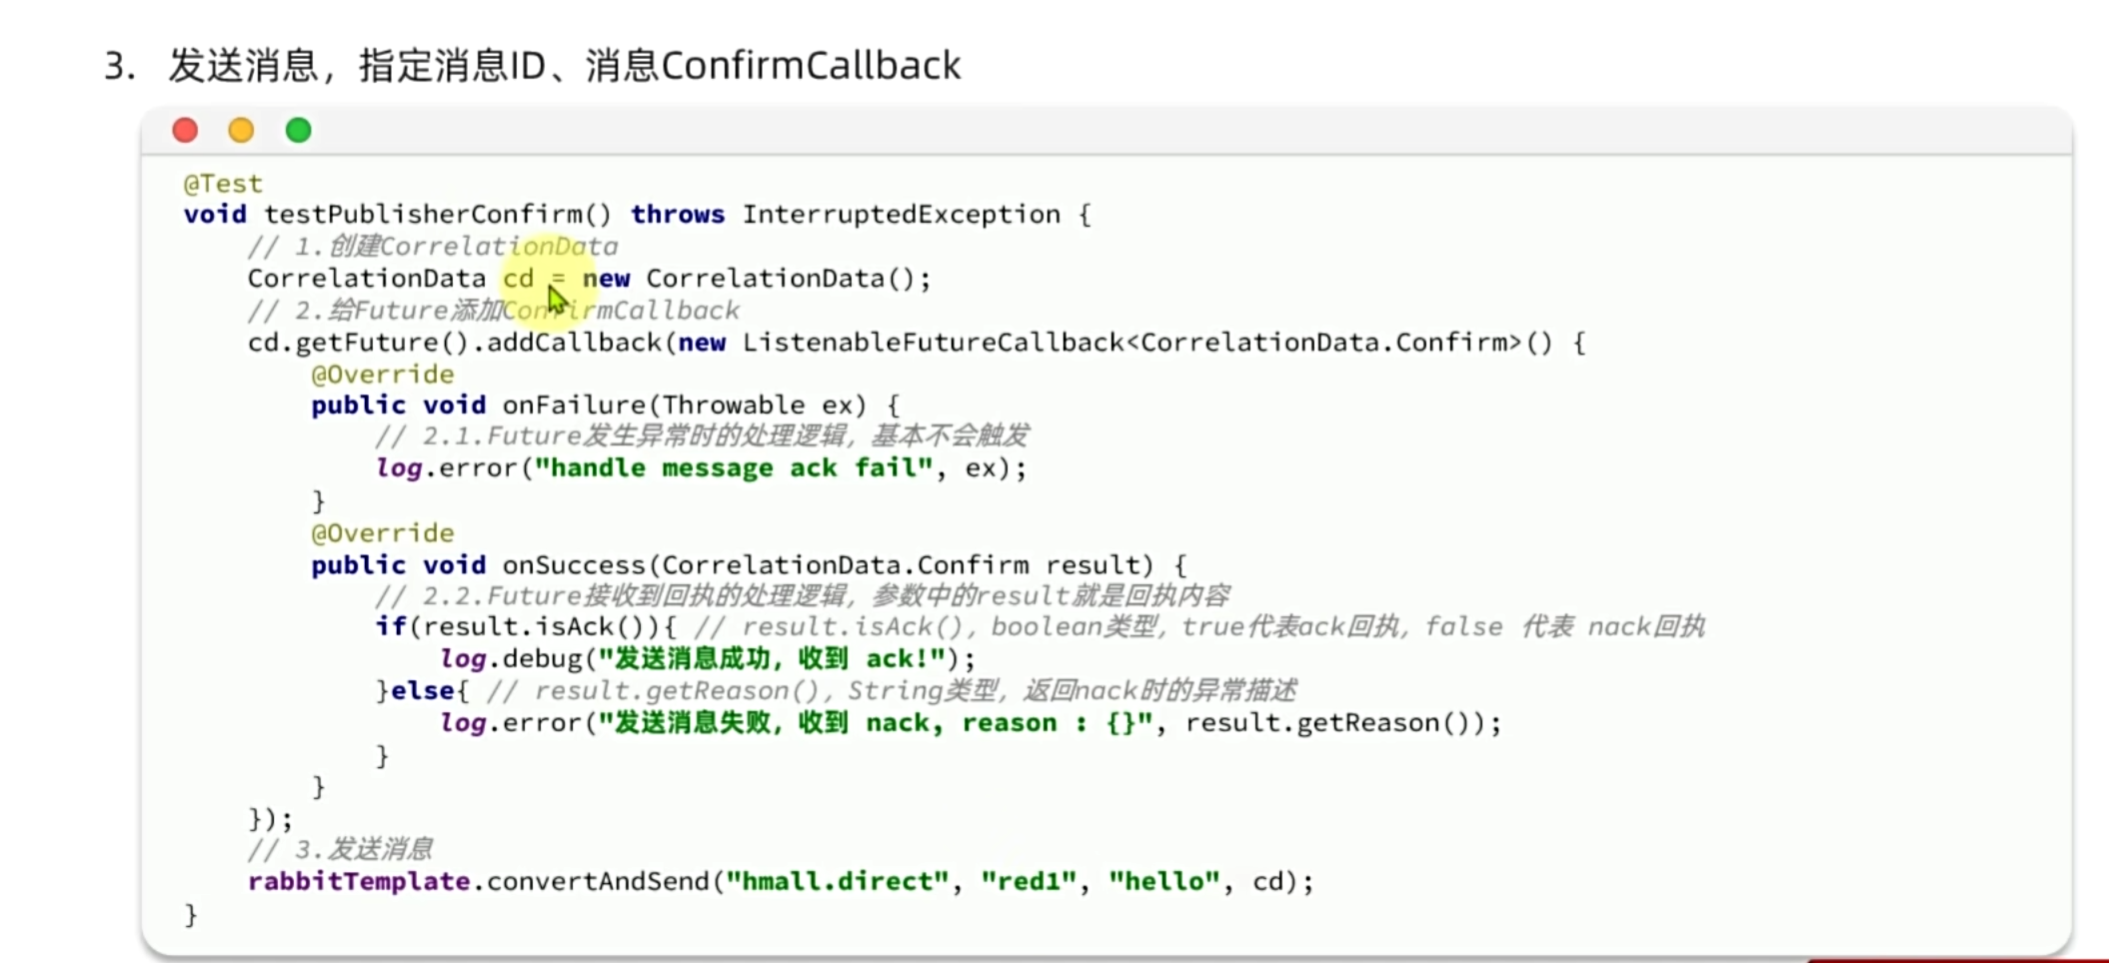 3. 发送消息，指定消息ID、消息ConfirmCallback
@Test
void testPublisherConfirm() throws InterruptedException {
// 1.创建CorrelationData
CorrelationData cd = new CorrelationData();
// 2.给Future添加ConfirmCallback
cd.getFuture().addCallback(new ListenableFutureCallback<CorrelationData.Confirm>() {
@Override
public void onFailure(Throwable ex) {
// 2.1.Future发生异常时的处理逻辑，基本不会触发
log.error("handle message ack fail", ex);
}
@Override
public void onSuccess(CorrelationData.Confirm result) {
// 2.2.Future接收到回执的处理逻辑，参数中的result就是回执内容
if(result.isAck()){ // result.isAck()，boolean类型，true代表ack回执，false 代表 nack回执
log.debug("发送消息成功，收到 ack!");
}else{ // result.getReason()，String类型，返回nack时的异常描述
log.error("发送消息失败，收到 nack, reason : {}", result.getReason());
}
}
});
// 3.发送消息
rabbitTemplate.convertAndSend("hmall.direct", "red1", "hello", cd);
}